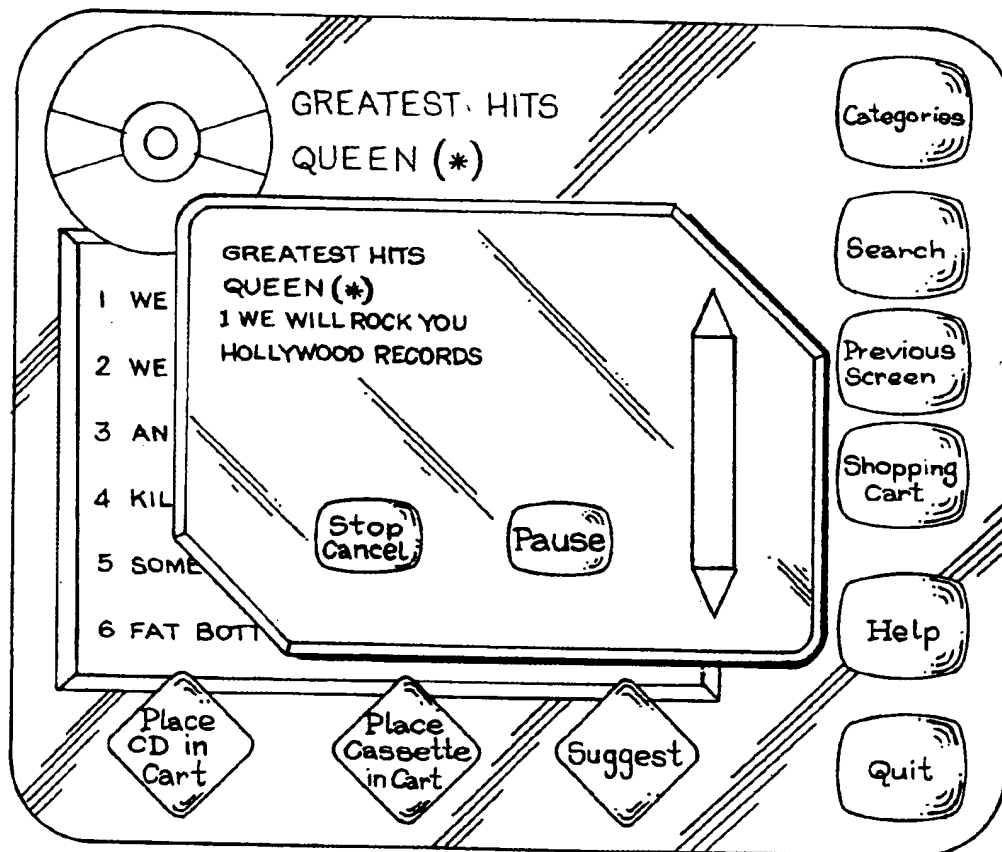 GREATEST HITS
QUEEN (*)
GREATEST HITS
QUEEN (*)
1 WE WILL ROCK YOU
HOLLYWOOD RECORDS
Stop
Cancel
Pause
1 WE
2 WE
3 AN
4 KIL
5 SOME
6 FAT BOTT
Place
CD in
Cart
Place
Cassette
in Cart
Suggest
Categories
Search
Previous
Screen
Shopping
Cart
Help
Quit